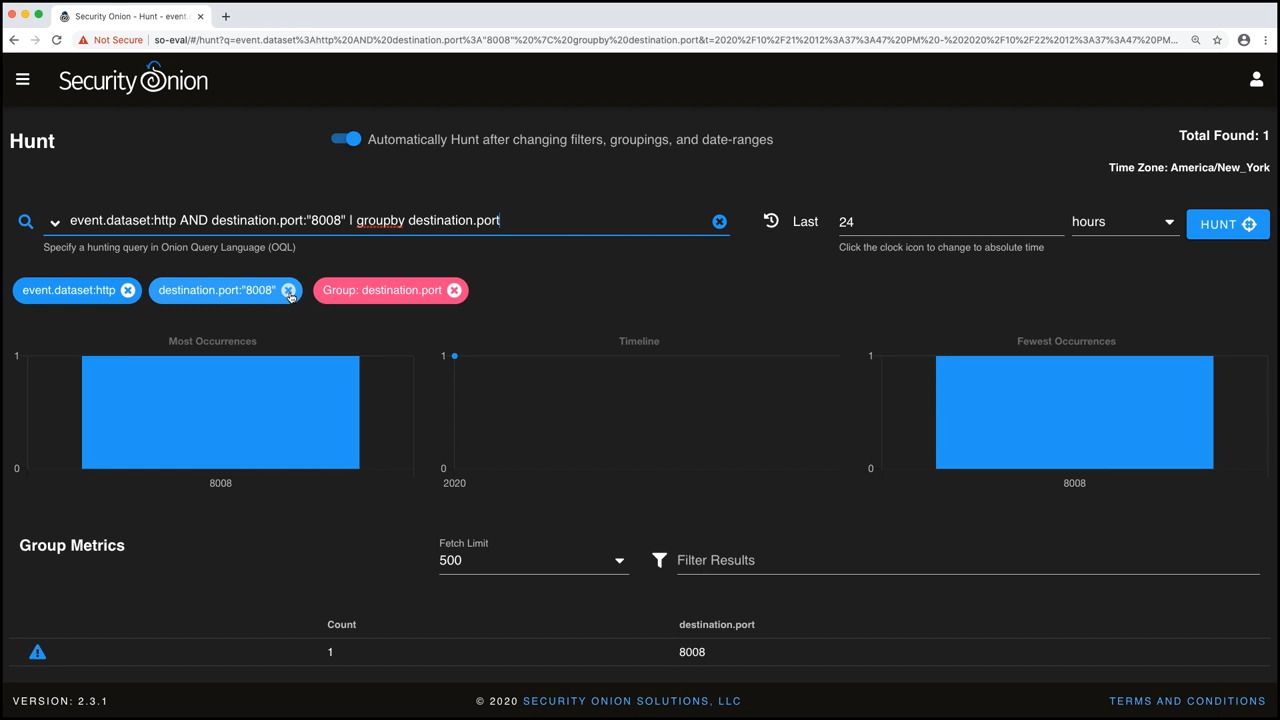 Security Onion - Hunt - event.
Not Secure
so-eval/#/hunt?q=event.dataset%3Ahttp%20AND%20destination.port%3A"8008"%20%7C%20groupby%20destination.port&t=2020%2F10%2F21%2012%3A37%3A47%20PM%20-%202020%2F10%2F22%2012%3A37%3A47%20PM...
Security Onion
Hunt
Automatically Hunt after changing filters, groupings, and date-ranges
Total Found: 1
Time Zone: America/New_York
event.dataset:http AND destination.port:"8008" | groupby destination.port
Last
24
hours
HUNT
Specify a hunting query in Onion Query Language (OQL)
Click the clock icon to change to absolute time
event.dataset:http
destination.port:"8008"
Group: destination.port
Most Occurrences
1
0
8008
Timeline
1
0
2020
Fewest Occurrences
1
0
8008
Group Metrics
Fetch Limit
500
Filter Results
Count
destination.port
1
8008
VERSION: 2.3.1
© 2020 SECURITY ONION SOLUTIONS, LLC
TERMS AND CONDITIONS